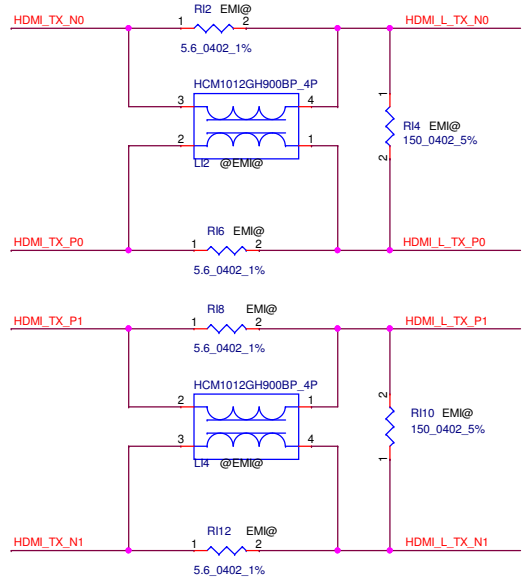 HDMI_TX_N0
RI2 EMI@
HDMI_L_TX_N0
1
2
5.6_0402_1%
HCM1012GH900BP_4P
3
4
1
RI4 EMI@
150_0402_5%
2
2
1
LI2 @EMI@
HDMI_TX_P0
RI6 EMI@
HDMI_L_TX_P0
1
2
5.6_0402_1%
HDMI_TX_P1
RI8 EMI@
HDMI_L_TX_P1
1
2
5.6_0402_1%
HCM1012GH900BP_4P
2
1
2
RI10 EMI@
150_0402_5%
3
4
1
LI4 @EMI@
HDMI_TX_N1
RI12 EMI@
HDMI_L_TX_N1
1
2
5.6_0402_1%